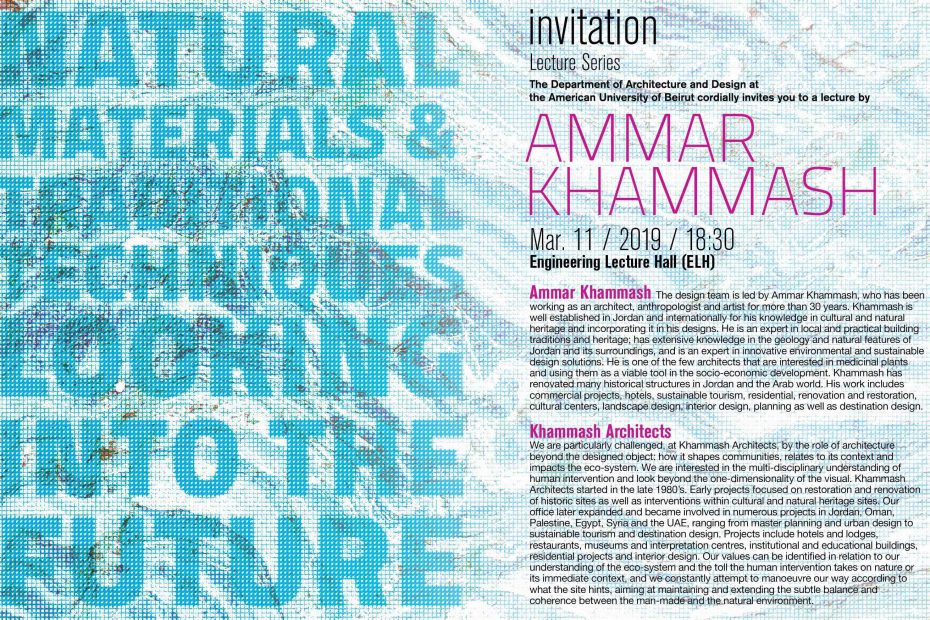 NATURAL
MATERIALS &
TRADITIONAL
TECHNIQUES
LOOKING
INTO THE
FUTURE
invitation
Lecture Series
The Department of Architecture and Design at
the American University of Beirut cordially invites you to a lecture by
AMMAR
KHAMMASH
Mar. 11 / 2019 / 18:30
Engineering Lecture Hall (ELH)
Ammar Khammash The design team is led by Ammar Khammash, who has been
working as an architect, anthropologist and artist for more than 30 years. Khammash is
well established in Jordan and internationally for his knowledge in cultural and natural
heritage and incorporating it in his designs. He is an expert in local and practical building
traditions and heritage; has extensive knowledge in the geology and natural features of
Jordan and its surroundings, and is an expert in innovative environmental and sustainable
design solutions. He is one of the few architects that are interested in medicinal plants
and using them as a viable tool in the socio-economic development. Khammash has
renovated many historical structures in Jordan and the Arab world. His work includes
commercial projects, hotels, sustainable tourism, residential, renovation and restoration,
cultural centers, landscape design, interior design, planning as well as destination design.
Khammash Architects
We are particularly challenged, at Khammash Architects, by the role of architecture
beyond the designed object; how it shapes communities, relates to its context and
impacts the eco-system. We are interested in the multi-disciplinary understanding of
human intervention and look beyond the one-dimensionality of the visual. Khammash
Architects started in the late 1980's. Early projects focused on restoration and renovation
of historic sites as well as interventions within cultural and natural heritage sites. Our
office later expanded and became involved in numerous projects in Jordan, Oman,
Palestine, Egypt, Syria and the UAE, ranging from master planning and urban design to
sustainable tourism and destination design. Projects include hotels and lodges,
restaurants, museums and interpretation centres, institutional and educational buildings,
residential projects and interior design. Our values can be identified in relation to our
understanding of the eco-system and the toll the human intervention takes on nature or
its immediate context, and we constantly attempt to manoeuvre our way according to
what the site hints, aiming at maintaining and extending the subtle balance and
coherence between the man-made and the natural environment.